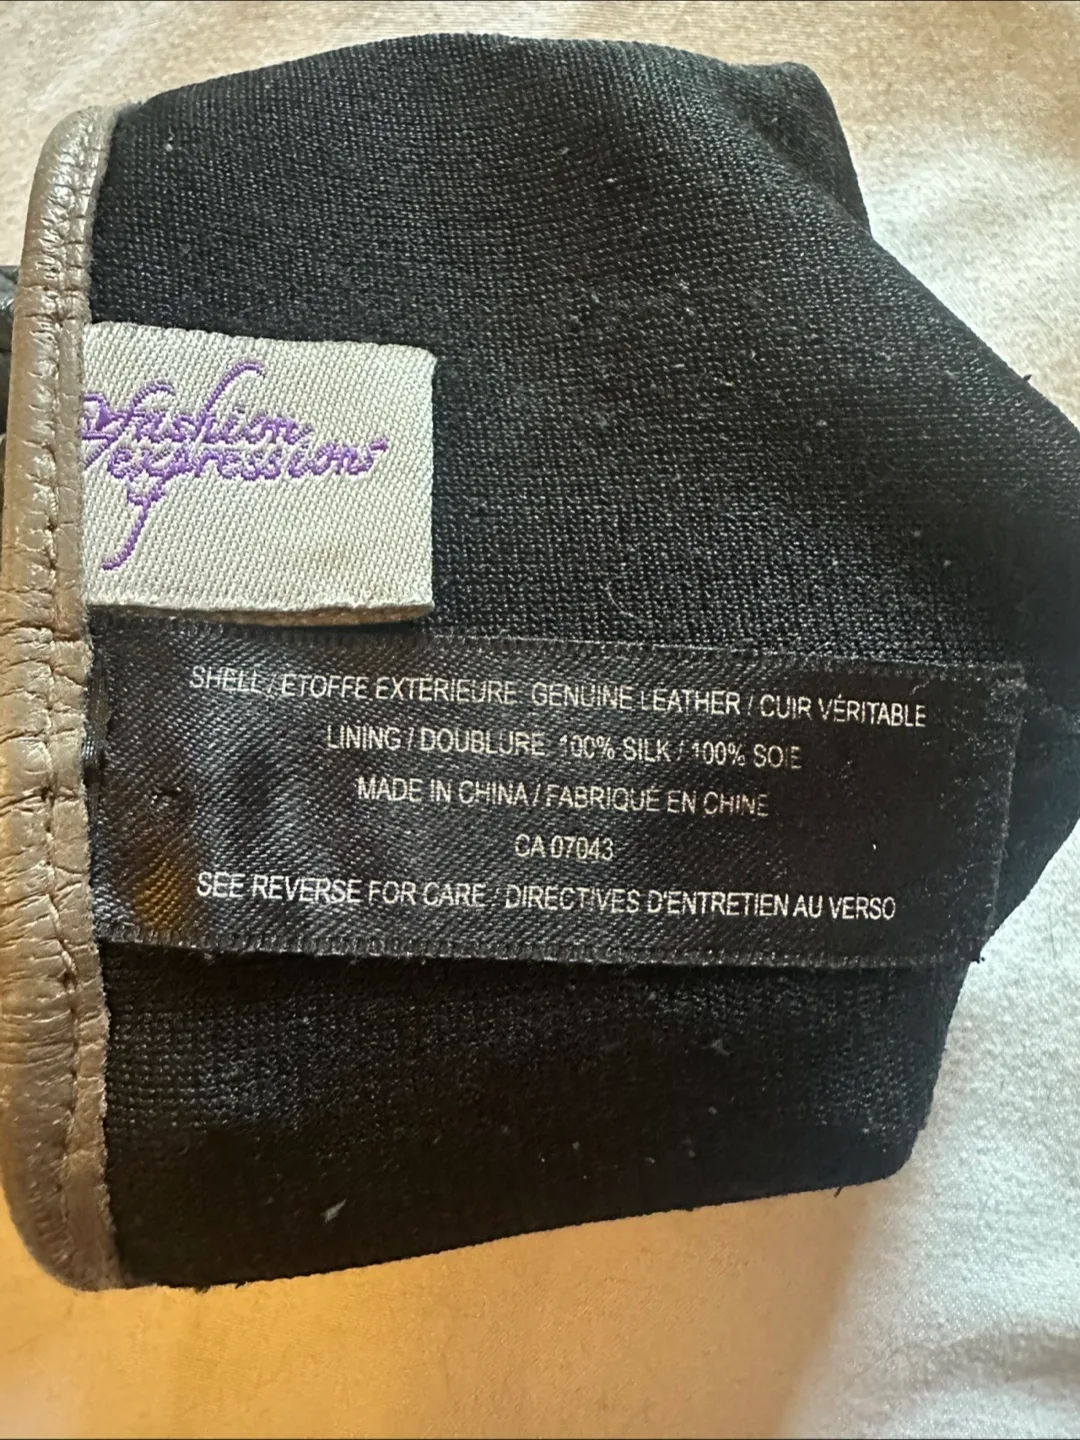 fashion
expressions
SHELL / ÉTOFFE EXTÉRIEURE GENUINE LEATHER / CUIR VÉRITABLE
LINING / DOUBLURE 100% SILK / 100% SOIE
MADE IN CHINA / FABRIQUÉ EN CHINE
CA 07043
SEE REVERSE FOR CARE / DIRECTIVES D'ENTRETIEN AU VERSO